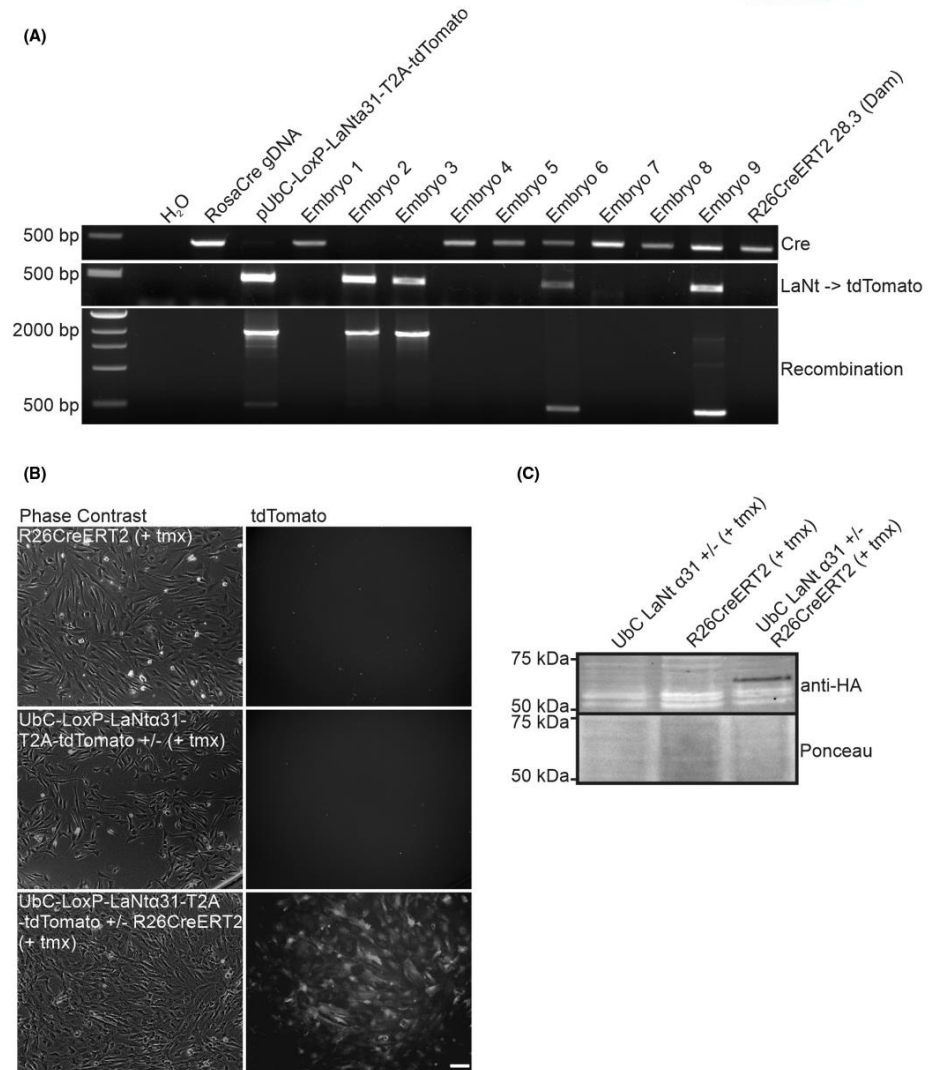 (A)
H₂O
RosaCre gDNA
pUbC-LoxP-LaNta31-T2A-tdTomato
Embryo 1
Embryo 2
Embryo 3
Embryo 4
Embryo 5
Embryo 6
Embryo 7
Embryo 8
Embryo 9
R26CreERT2 28.3 (Dam)
500 bp
Cre
500 bp
LaNt -> tdTomato
2000 bp
Recombination
500 bp
(B)
Phase Contrast
tdTomato
R26CreERT2 (+ tmx)
UbC-LoxP-LaNtα31-
T2A-tdTomato +/- (+ tmx)
UbC-LoxP-LaNtα31-T2A
-tdTomato +/- R26CreERT2
(+ tmx)
(C)
UbC LaNt α31 +/- (+ tmx)
R26CreERT2 (+ tmx)
UbC LaNt α31 +/-
R26CreERT2 (+ tmx)
75 kDa
anti-HA
50 kDa
75 kDa
Ponceau
50 kDa